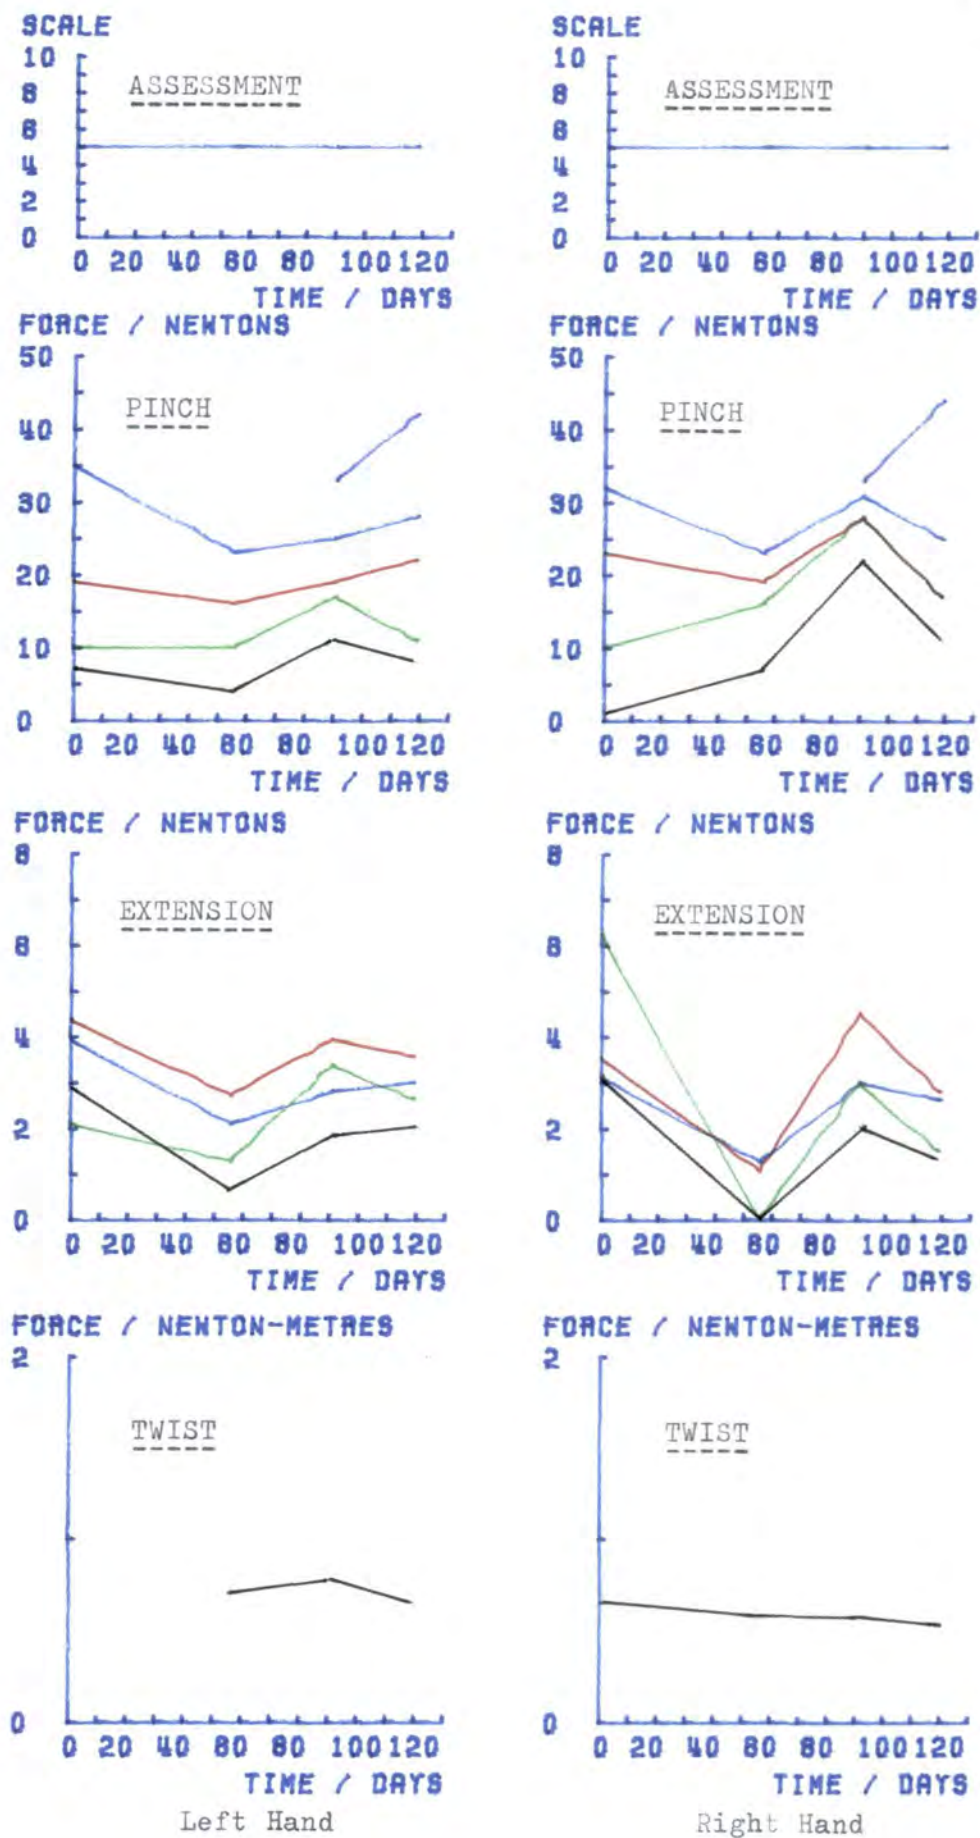 SCALE
10
8
6
4
2
0
ASSESSMENT
0 20 40 60 80 100 120
TIME / DAYS
SCALE
10
8
6
4
2
0
ASSESSMENT
0 20 40 60 80 100 120
TIME / DAYS
FORCE / NEWTONS
50
40
30
20
10
0
PINCH
0 20 40 60 80 100 120
TIME / DAYS
FORCE / NEWTONS
50
40
30
20
10
0
PINCH
0 20 40 60 80 100 120
TIME / DAYS
FORCE / NEWTONS
8
6
4
2
0
EXTENSION
0 20 40 60 80 100 120
TIME / DAYS
FORCE / NEWTONS
8
6
4
2
0
EXTENSION
0 20 40 60 80 100 120
TIME / DAYS
FORCE / NEWTON-METRES
2
0
TWIST
0 20 40 60 80 100 120
TIME / DAYS
Left Hand
FORCE / NEWTON-METRES
2
0
TWIST
0 20 40 60 80 100 120
TIME / DAYS
Right Hand